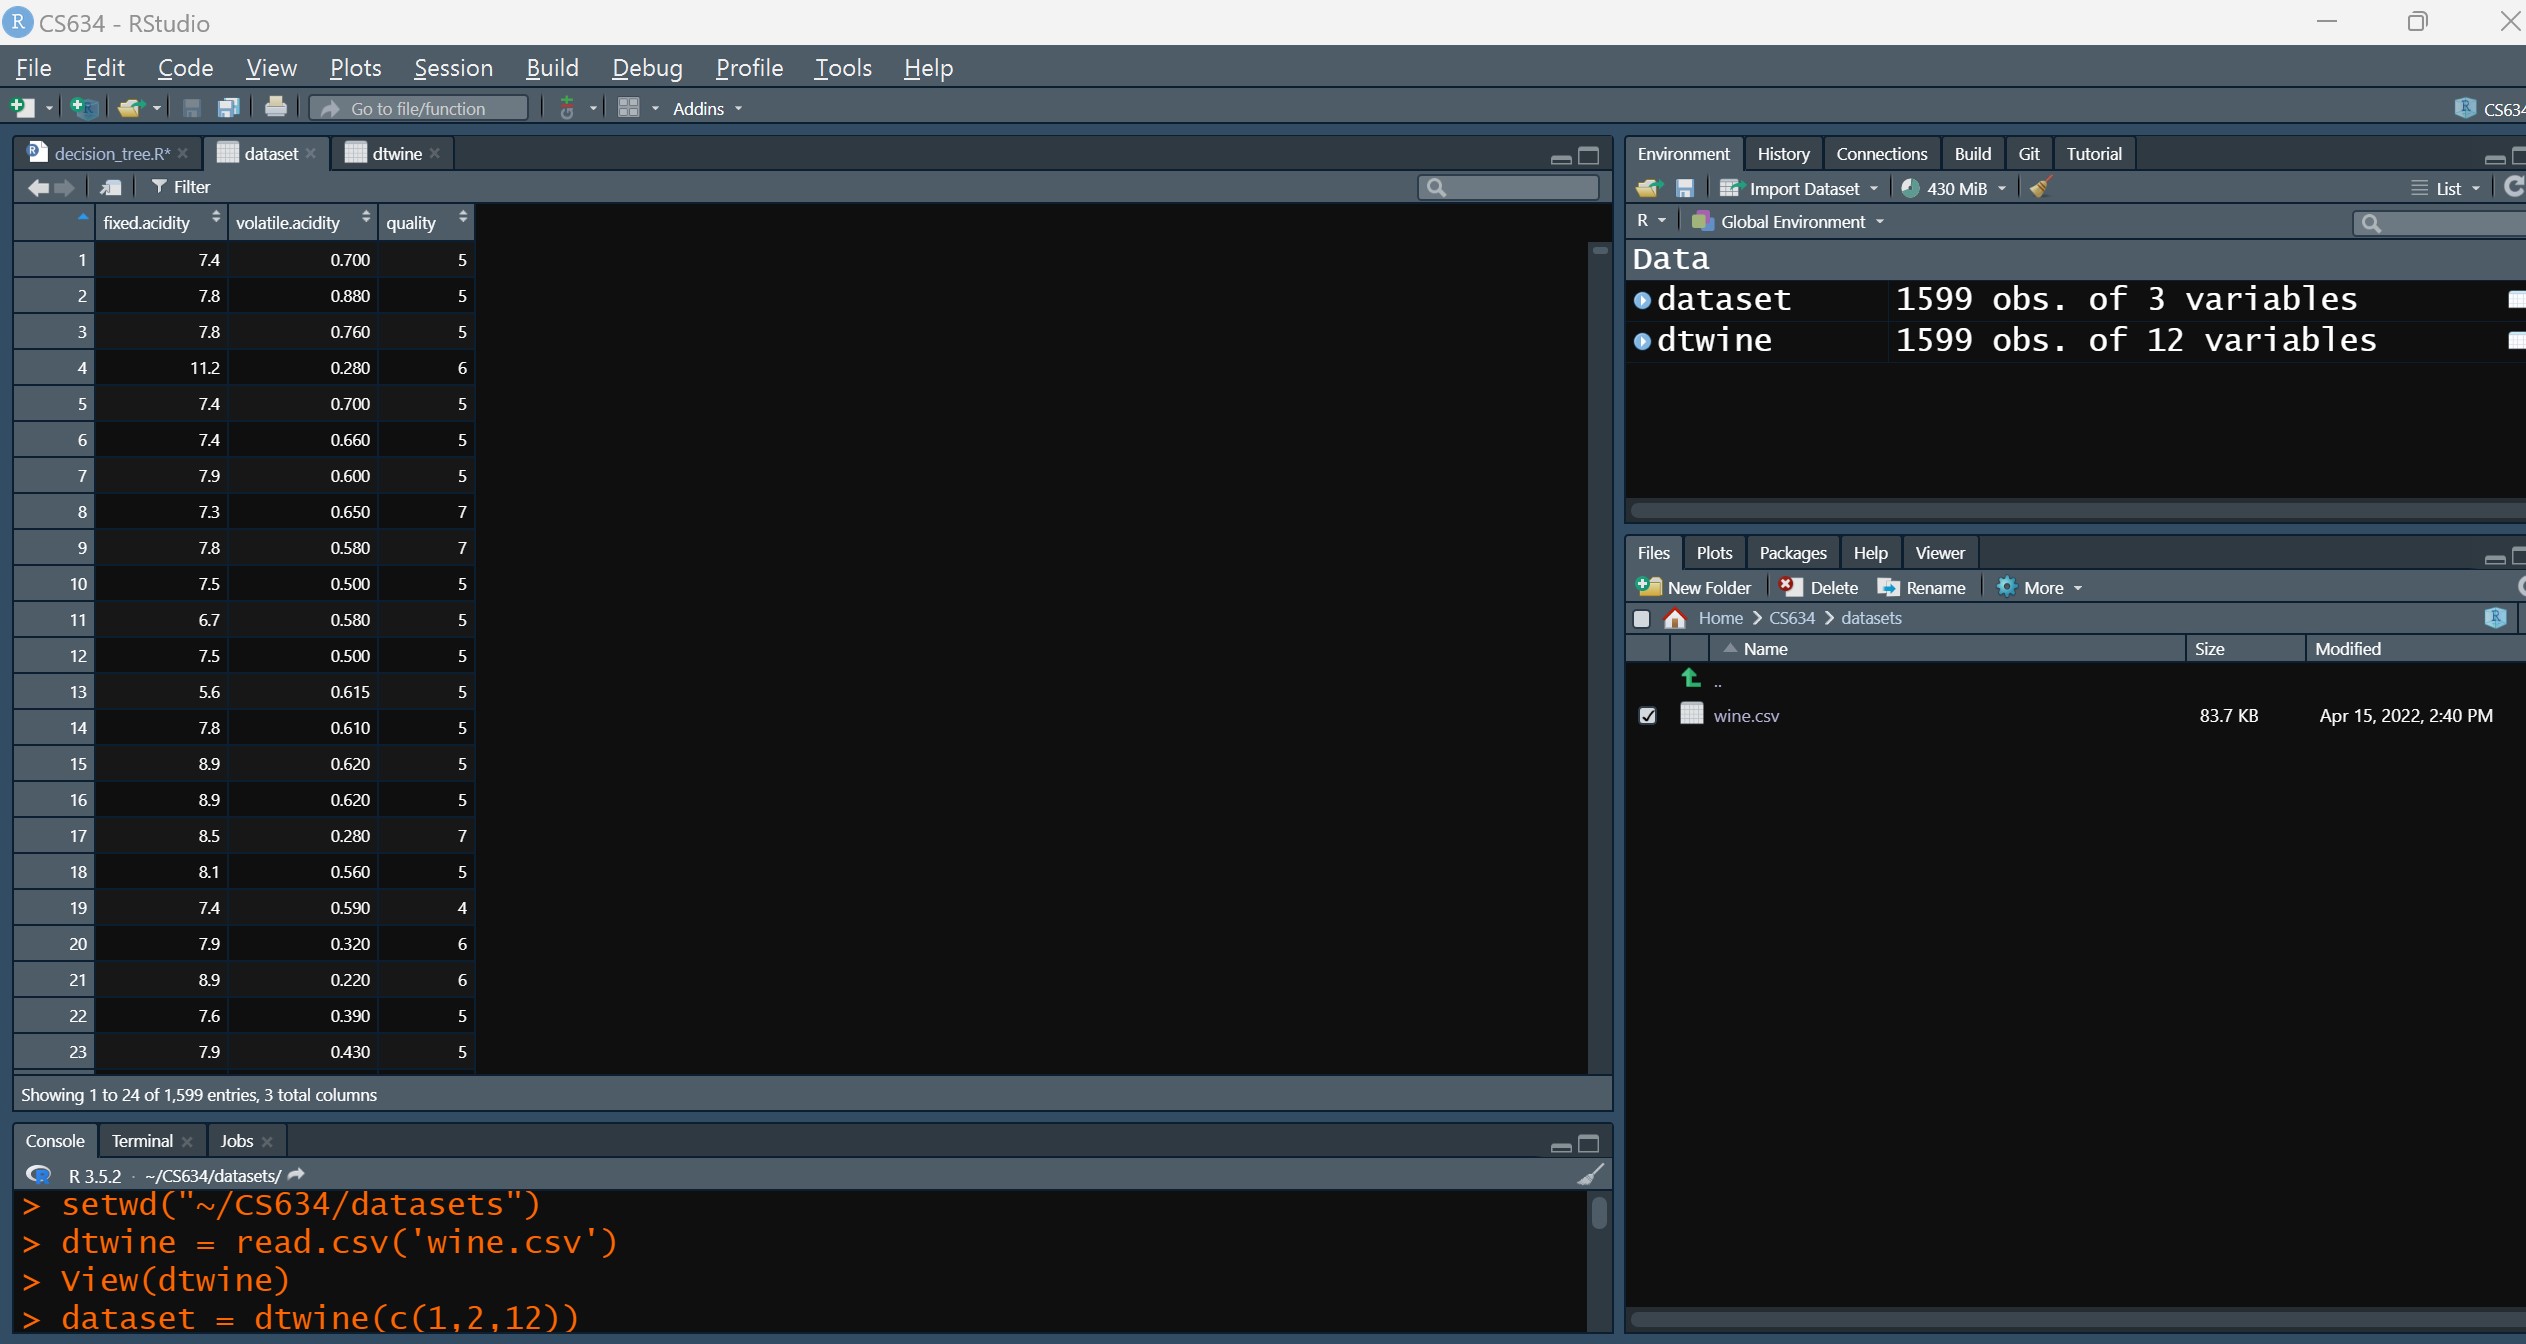 CS634 - RStudio
File Edit Code View Plots Session Build Debug Profile Tools Help
Go to file/function Addins CS634
decision_tree.R* dataset dtwine
Filter
fixed.acidity volatile.acidity quality
1 7.4 0.700 5
2 7.8 0.880 5
3 7.8 0.760 5
4 11.2 0.280 6
5 7.4 0.700 5
6 7.4 0.660 5
7 7.9 0.600 5
8 7.3 0.650 7
9 7.8 0.580 7
10 7.5 0.500 5
11 6.7 0.580 5
12 7.5 0.500 5
13 5.6 0.615 5
14 7.8 0.610 5
15 8.9 0.620 5
16 8.9 0.620 5
17 8.5 0.280 7
18 8.1 0.560 5
19 7.4 0.590 4
20 7.9 0.320 6
21 8.9 0.220 6
22 7.6 0.390 5
23 7.9 0.430 5
Showing 1 to 24 of 1,599 entries, 3 total columns
Console Terminal Jobs
R 3.5.2 · ~/CS634/datasets/
> setwd("~/CS634/datasets")
> dtwine = read.csv('wine.csv')
> View(dtwine)
> dataset = dtwine(c(1,2,12))
Environment History Connections Build Git Tutorial
Import Dataset 430 MiB List
R Global Environment
Data
dataset 1599 obs. of 3 variables
dtwine 1599 obs. of 12 variables
Files Plots Packages Help Viewer
New Folder Delete Rename More
Home > CS634 > datasets
Name Size Modified
..
wine.csv 83.7 KB Apr 15, 2022, 2:40 PM